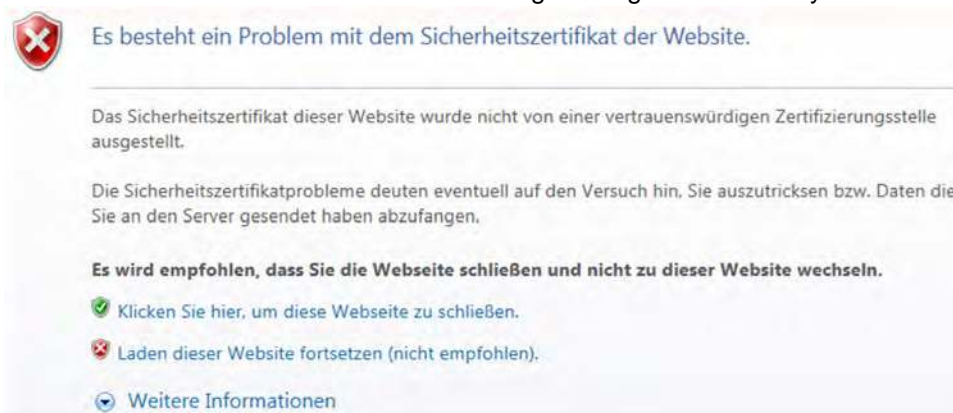 Es besteht ein Problem mit dem Sicherheitszertifikat der Website.
Das Sicherheitszertifikat dieser Website wurde nicht von einer vertrauenswürdigen Zertifizierungsstelle
ausgestellt.
Die Sicherheitszertifikatprobleme deuten eventuell auf den Versuch hin, Sie auszutricksen bzw. Daten die
Sie an den Server gesendet haben abzufangen.
Es wird empfohlen, dass Sie die Webseite schließen und nicht zu dieser Website wechseln.
Klicken Sie hier, um diese Webseite zu schließen.
Laden dieser Website fortsetzen (nicht empfohlen).
Weitere Informationen